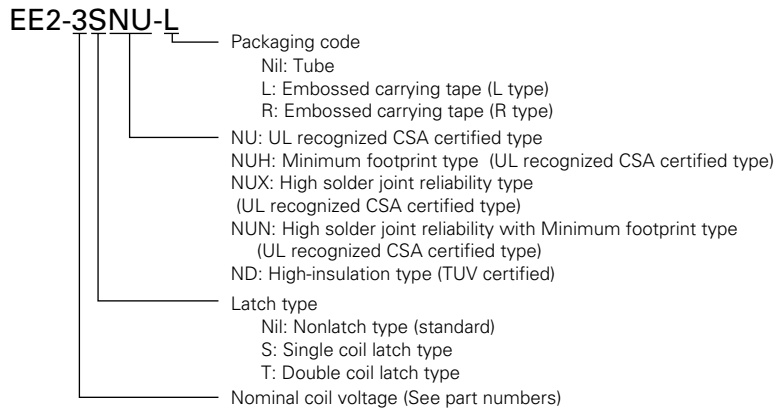 EE2-3SNU-L
Packaging code
Nil: Tube
L: Embossed carrying tape (L type)
R: Embossed carrying tape (R type)
NU: UL recognized CSA certified type
NUH: Minimum footprint type (UL recognized CSA certified type)
NUX: High solder joint reliability type
(UL recognized CSA certified type)
NUN: High solder joint reliability with Minimum footprint type
(UL recognized CSA certified type)
ND: High-insulation type (TUV certified)
Latch type
Nil: Nonlatch type (standard)
S: Single coil latch type
T: Double coil latch type
Nominal coil voltage (See part numbers)